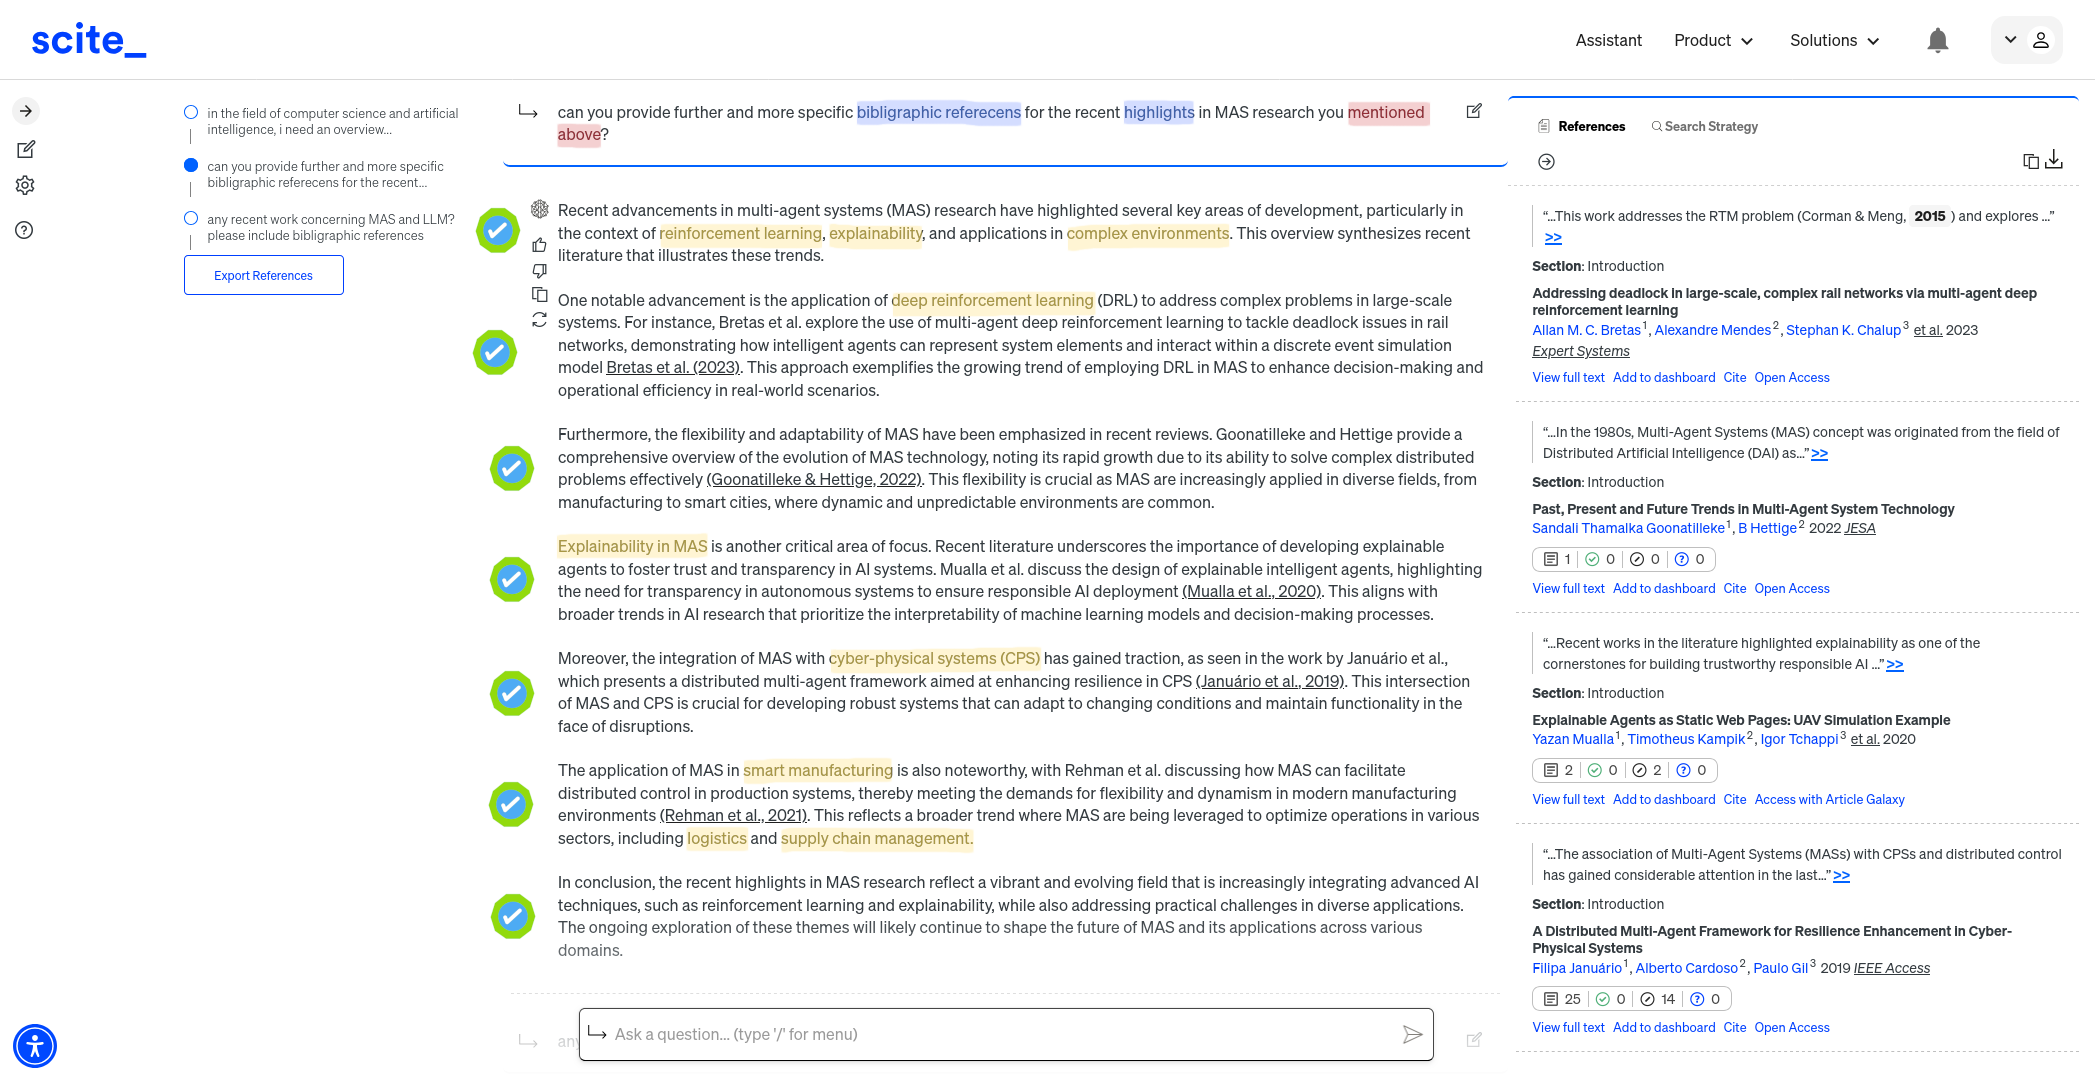 scite_
Assistant
Product
Solutions
in the field of computer science and artificial
intelligence, i need an overview...
can you provide further and more specific
bibligraphic referecens for the recent...
any recent work concerning MAS and LLM?
please include bibligraphic references
Export References
can you provide further and more specific bibligraphic referecens for the recent highlights in MAS research you mentioned
above?
Recent advancements in multi-agent systems (MAS) research have highlighted several key areas of development, particularly in
the context of reinforcement learning, explainability, and applications in complex environments. This overview synthesizes recent
literature that illustrates these trends.
One notable advancement is the application of deep reinforcement learning (DRL) to address complex problems in large-scale
systems. For instance, Bretas et al. explore the use of multi-agent deep reinforcement learning to tackle deadlock issues in rail
networks, demonstrating how intelligent agents can represent system elements and interact within a discrete event simulation
model Bretas et al. (2023). This approach exemplifies the growing trend of employing DRL in MAS to enhance decision-making and
operational efficiency in real-world scenarios.
Furthermore, the flexibility and adaptability of MAS have been emphasized in recent reviews. Goonatilleke and Hettige provide a
comprehensive overview of the evolution of MAS technology, noting its rapid growth due to its ability to solve complex distributed
problems effectively (Goonatilleke & Hettige, 2022). This flexibility is crucial as MAS are increasingly applied in diverse fields, from
manufacturing to smart cities, where dynamic and unpredictable environments are common.
Explainability in MAS is another critical area of focus. Recent literature underscores the importance of developing explainable
agents to foster trust and transparency in AI systems. Mualla et al. discuss the design of explainable intelligent agents, highlighting
the need for transparency in autonomous systems to ensure responsible AI deployment (Mualla et al., 2020). This aligns with
broader trends in AI research that prioritize the interpretability of machine learning models and decision-making processes.
Moreover, the integration of MAS with cyber-physical systems (CPS) has gained traction, as seen in the work by Januário et al.,
which presents a distributed multi-agent framework aimed at enhancing resilience in CPS (Januário et al., 2019). This intersection
of MAS and CPS is crucial for developing robust systems that can adapt to changing conditions and maintain functionality in the
face of disruptions.
The application of MAS in smart manufacturing is also noteworthy, with Rehman et al. discussing how MAS can facilitate
distributed control in production systems, thereby meeting the demands for flexibility and dynamism in modern manufacturing
environments (Rehman et al., 2021). This reflects a broader trend where MAS are being leveraged to optimize operations in various
sectors, including logistics and supply chain management.
In conclusion, the recent highlights in MAS research reflect a vibrant and evolving field that is increasingly integrating advanced AI
techniques, such as reinforcement learning and explainability, while also addressing practical challenges in diverse applications.
The ongoing exploration of these themes will likely continue to shape the future of MAS and its applications across various
domains.
any
Ask a question... (type '/' for menu)
References
Search Strategy
“...This work addresses the RTM problem (Corman & Meng, 2015 ) and explores ...”
>>
Section: Introduction
Addressing deadlock in large-scale, complex rail networks via multi-agent deep
reinforcement learning
Allan M. C. Bretas 1, Alexandre Mendes 2, Stephan K. Chalup 3 et al. 2023
Expert Systems
View full text Add to dashboard Cite Open Access
“...In the 1980s, Multi-Agent Systems (MAS) concept was originated from the field of
Distributed Artificial Intelligence (DAI) as...” >>
Section: Introduction
Past, Present and Future Trends in Multi-Agent System Technology
Sandali Thamalka Goonatilleke 1, B Hettige 2 2022 JESA
1 0 0 0
View full text Add to dashboard Cite Open Access
“...Recent works in the literature highlighted explainability as one of the
cornerstones for building trustworthy responsible AI ...” >>
Section: Introduction
Explainable Agents as Static Web Pages: UAV Simulation Example
Yazan Mualla 1, Timotheus Kampik 2, Igor Tchappi 3 et al. 2020
2 0 2 0
View full text Add to dashboard Cite Access with Article Galaxy
“...The association of Multi-Agent Systems (MASs) with CPSs and distributed control
has gained considerable attention in the last...” >>
Section: Introduction
A Distributed Multi-Agent Framework for Resilience Enhancement in Cyber-
Physical Systems
Filipa Januário 1, Alberto Cardoso 2, Paulo Gil 3 2019 IEEE Access
25 0 14 0
View full text Add to dashboard Cite Open Access